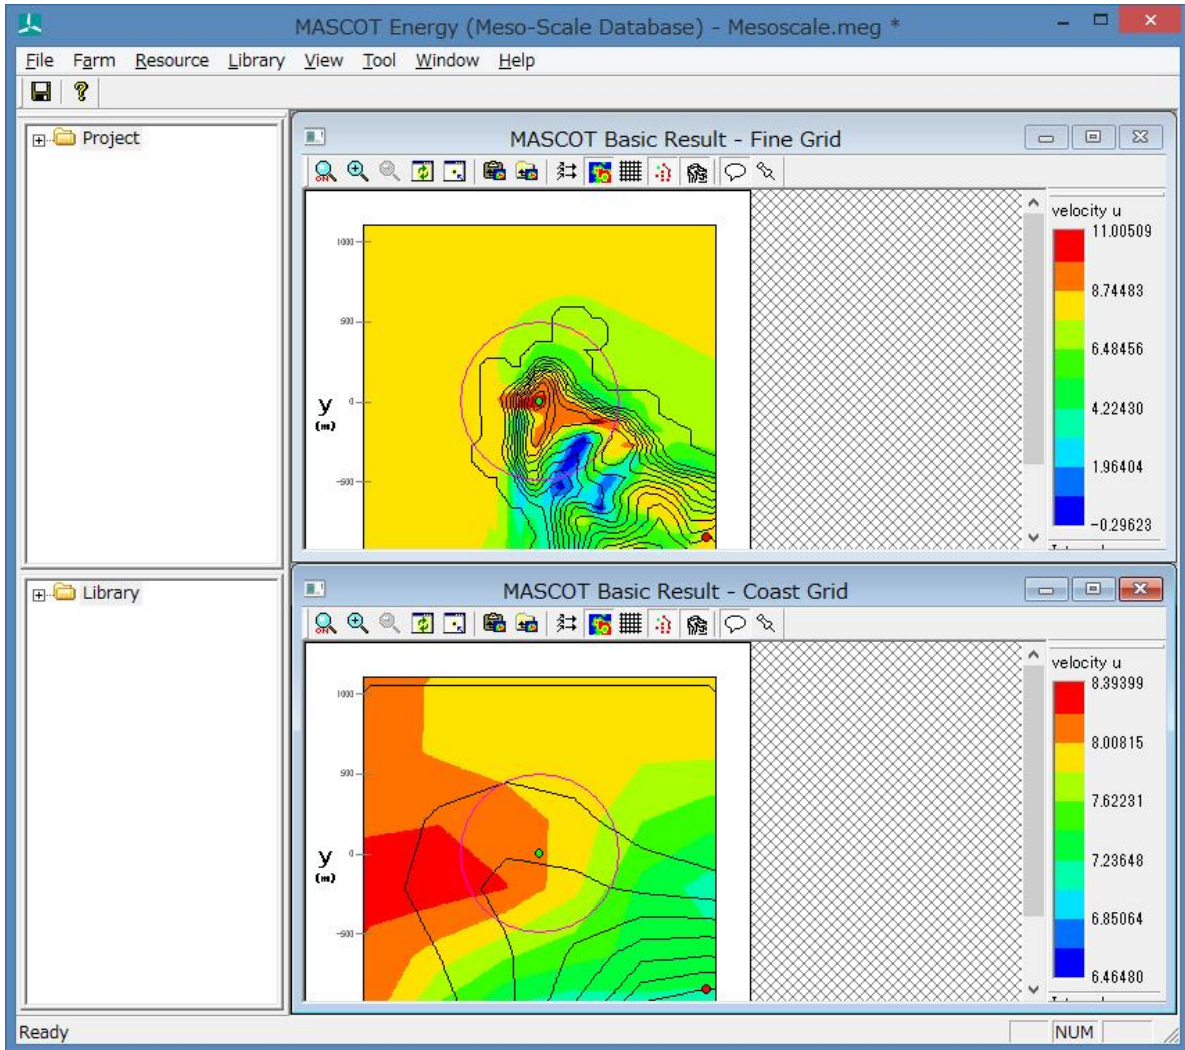 MASCOT Energy (Meso-Scale Database) - Mesoscale.meg *
File Farm Resource Library View Tool Window Help
Project
MASCOT Basic Result - Fine Grid
ON
velocity u
11.00509
8.74483
6.48456
4.22430
1.96404
-0.29623
1000
500
y 0
(m)
-500
Library
MASCOT Basic Result - Coast Grid
ON
velocity u
8.39399
8.00815
7.62231
7.23648
6.85064
6.46480
1000
500
y 0
(m)
-500
Ready
NUM